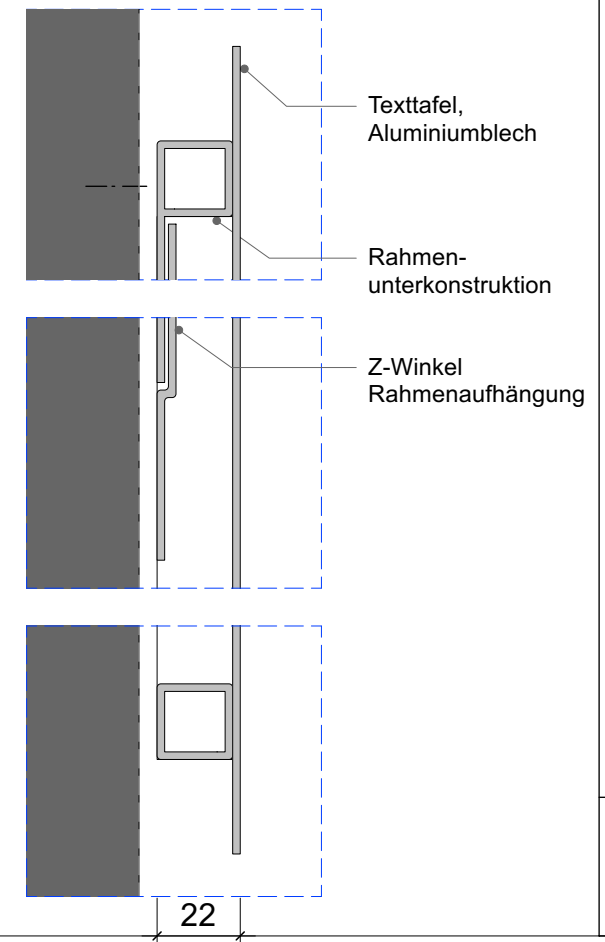 Texttafel,
Aluminiumblech
Rahmen-
unterkonstruktion
Z-Winkel
Rahmenaufhängung
22